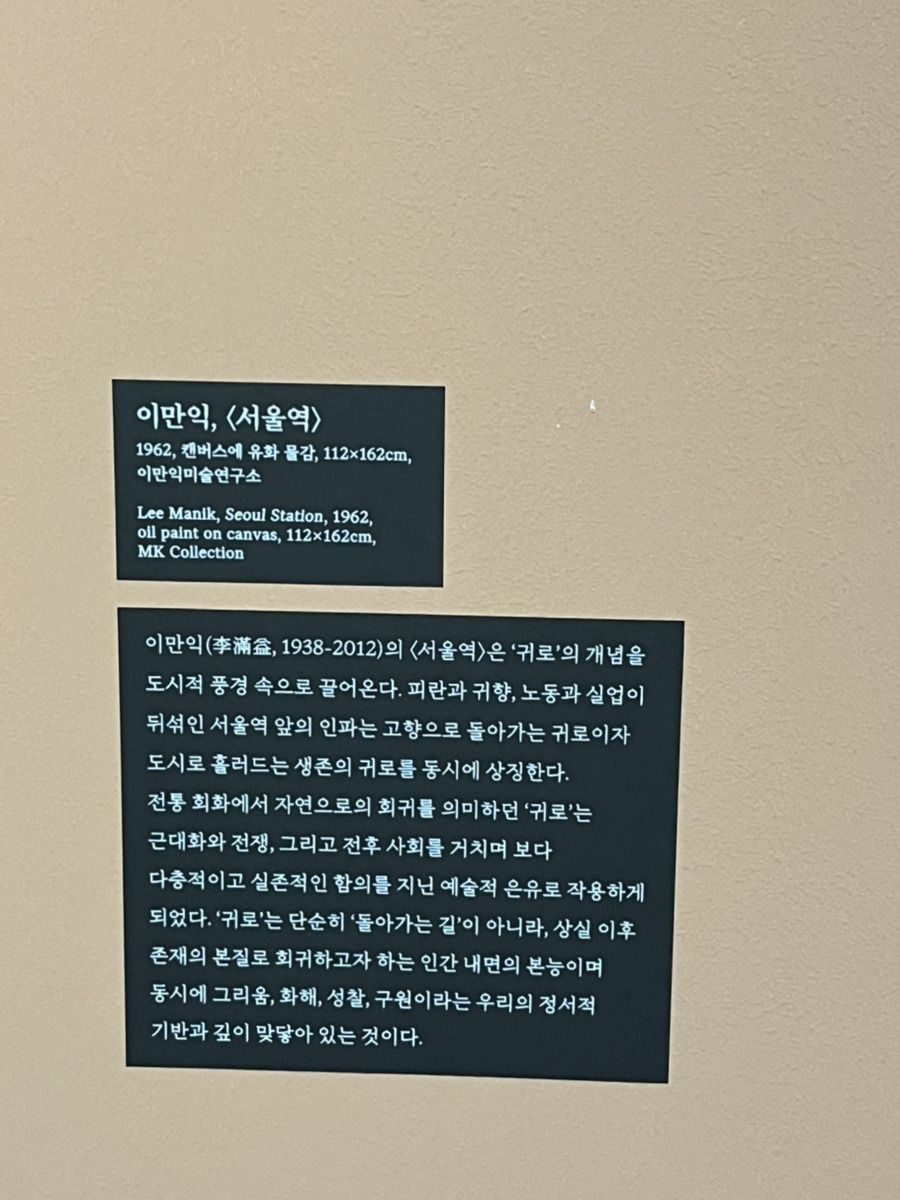 이만익, 〈서울역〉
1962, 캔버스에 유화 물감, 112×162cm,
이만익미술연구소
Lee Manik, Seoul Station, 1962,
oil paint on canvas, 112×162cm,
MK Collection
이만익(李滿益, 1938-2012)의 〈서울역〉은 ‘귀로’의 개념을
도시적 풍경 속으로 끌어온다. 피란과 귀향, 노동과 실업이
뒤섞인 서울역 앞의 인파는 고향으로 돌아가는 귀로이자
도시로 흘러드는 생존의 귀로를 동시에 상징한다.
전통 회화에서 자연으로의 회귀를 의미하던 ‘귀로’는
근대화와 전쟁, 그리고 전후 사회를 거치며 보다
다층적이고 실존적인 함의를 지닌 예술적 은유로 작용하게
되었다. ‘귀로’는 단순히 ‘돌아가는 길’이 아니라, 상실 이후
존재의 본질로 회귀하고자 하는 인간 내면의 본능이며
동시에 그리움, 화해, 성찰, 구원이라는 우리의 정서적
기반과 깊이 맞닿아 있는 것이다.